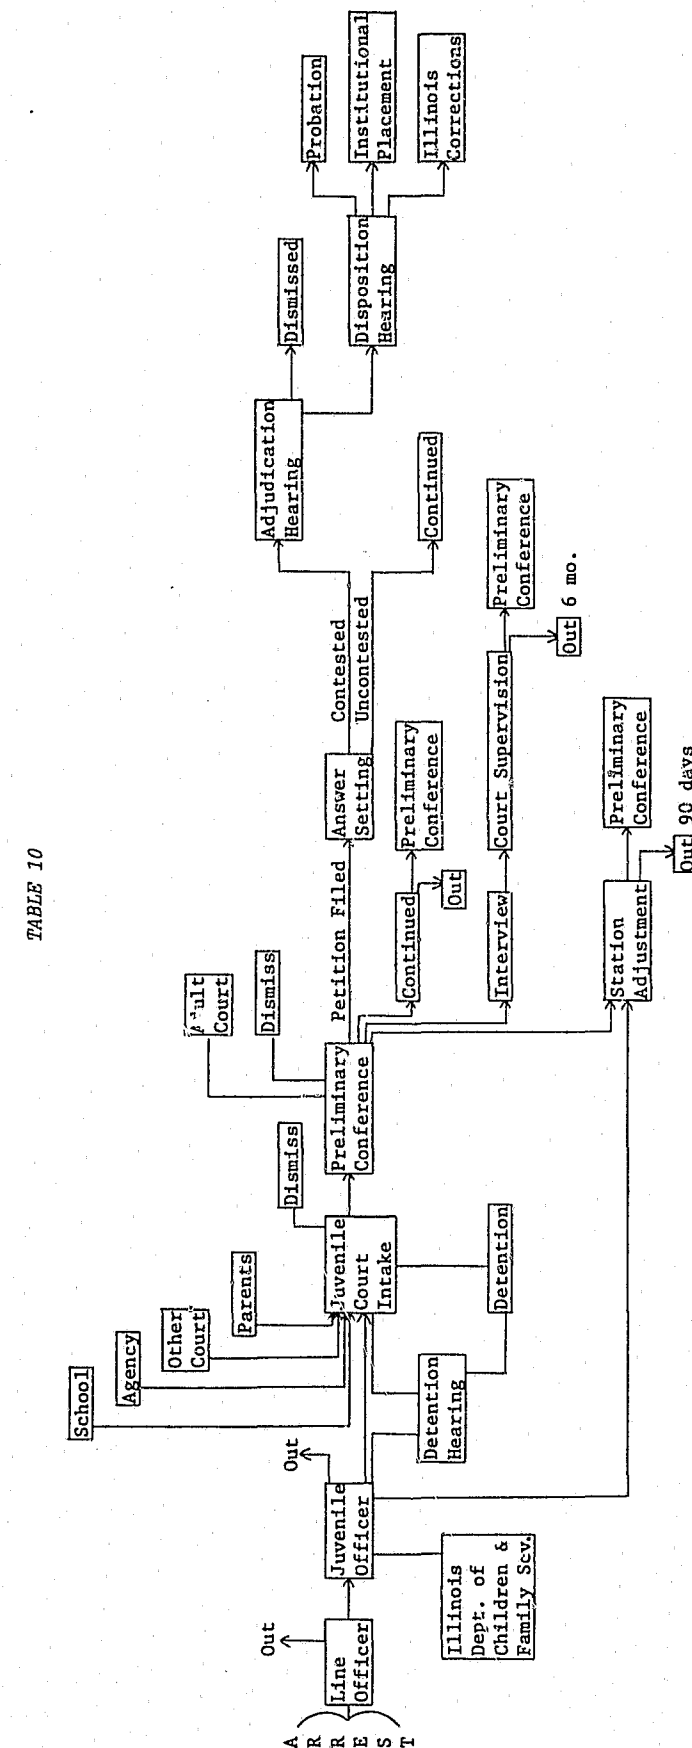 TABLE 10
A
R
R
E
S
T
Line
Officer
Out
Juvenile
Officer
Out
Illinois
Dept. of
Children &
Family Scv.
School
Agency
Other
Court
Parents
Detention
Hearing
Detention
Juvenile
Court
Intake
Dismiss
Preliminary
Conference
Adult
Court
Dismiss
Petition Filed
Continued
Out
Preliminary
Conference
Interview
Court Supervision
Out 6 mo.
Preliminary
Conference
Station
Adjustment
Out 90 days
Preliminary
Conference
Answer
Setting
Contested
Uncontested
Adjudication
Hearing
Continued
Dismissed
Disposition
Hearing
Probation
Institutional
Placement
Illinois
Corrections